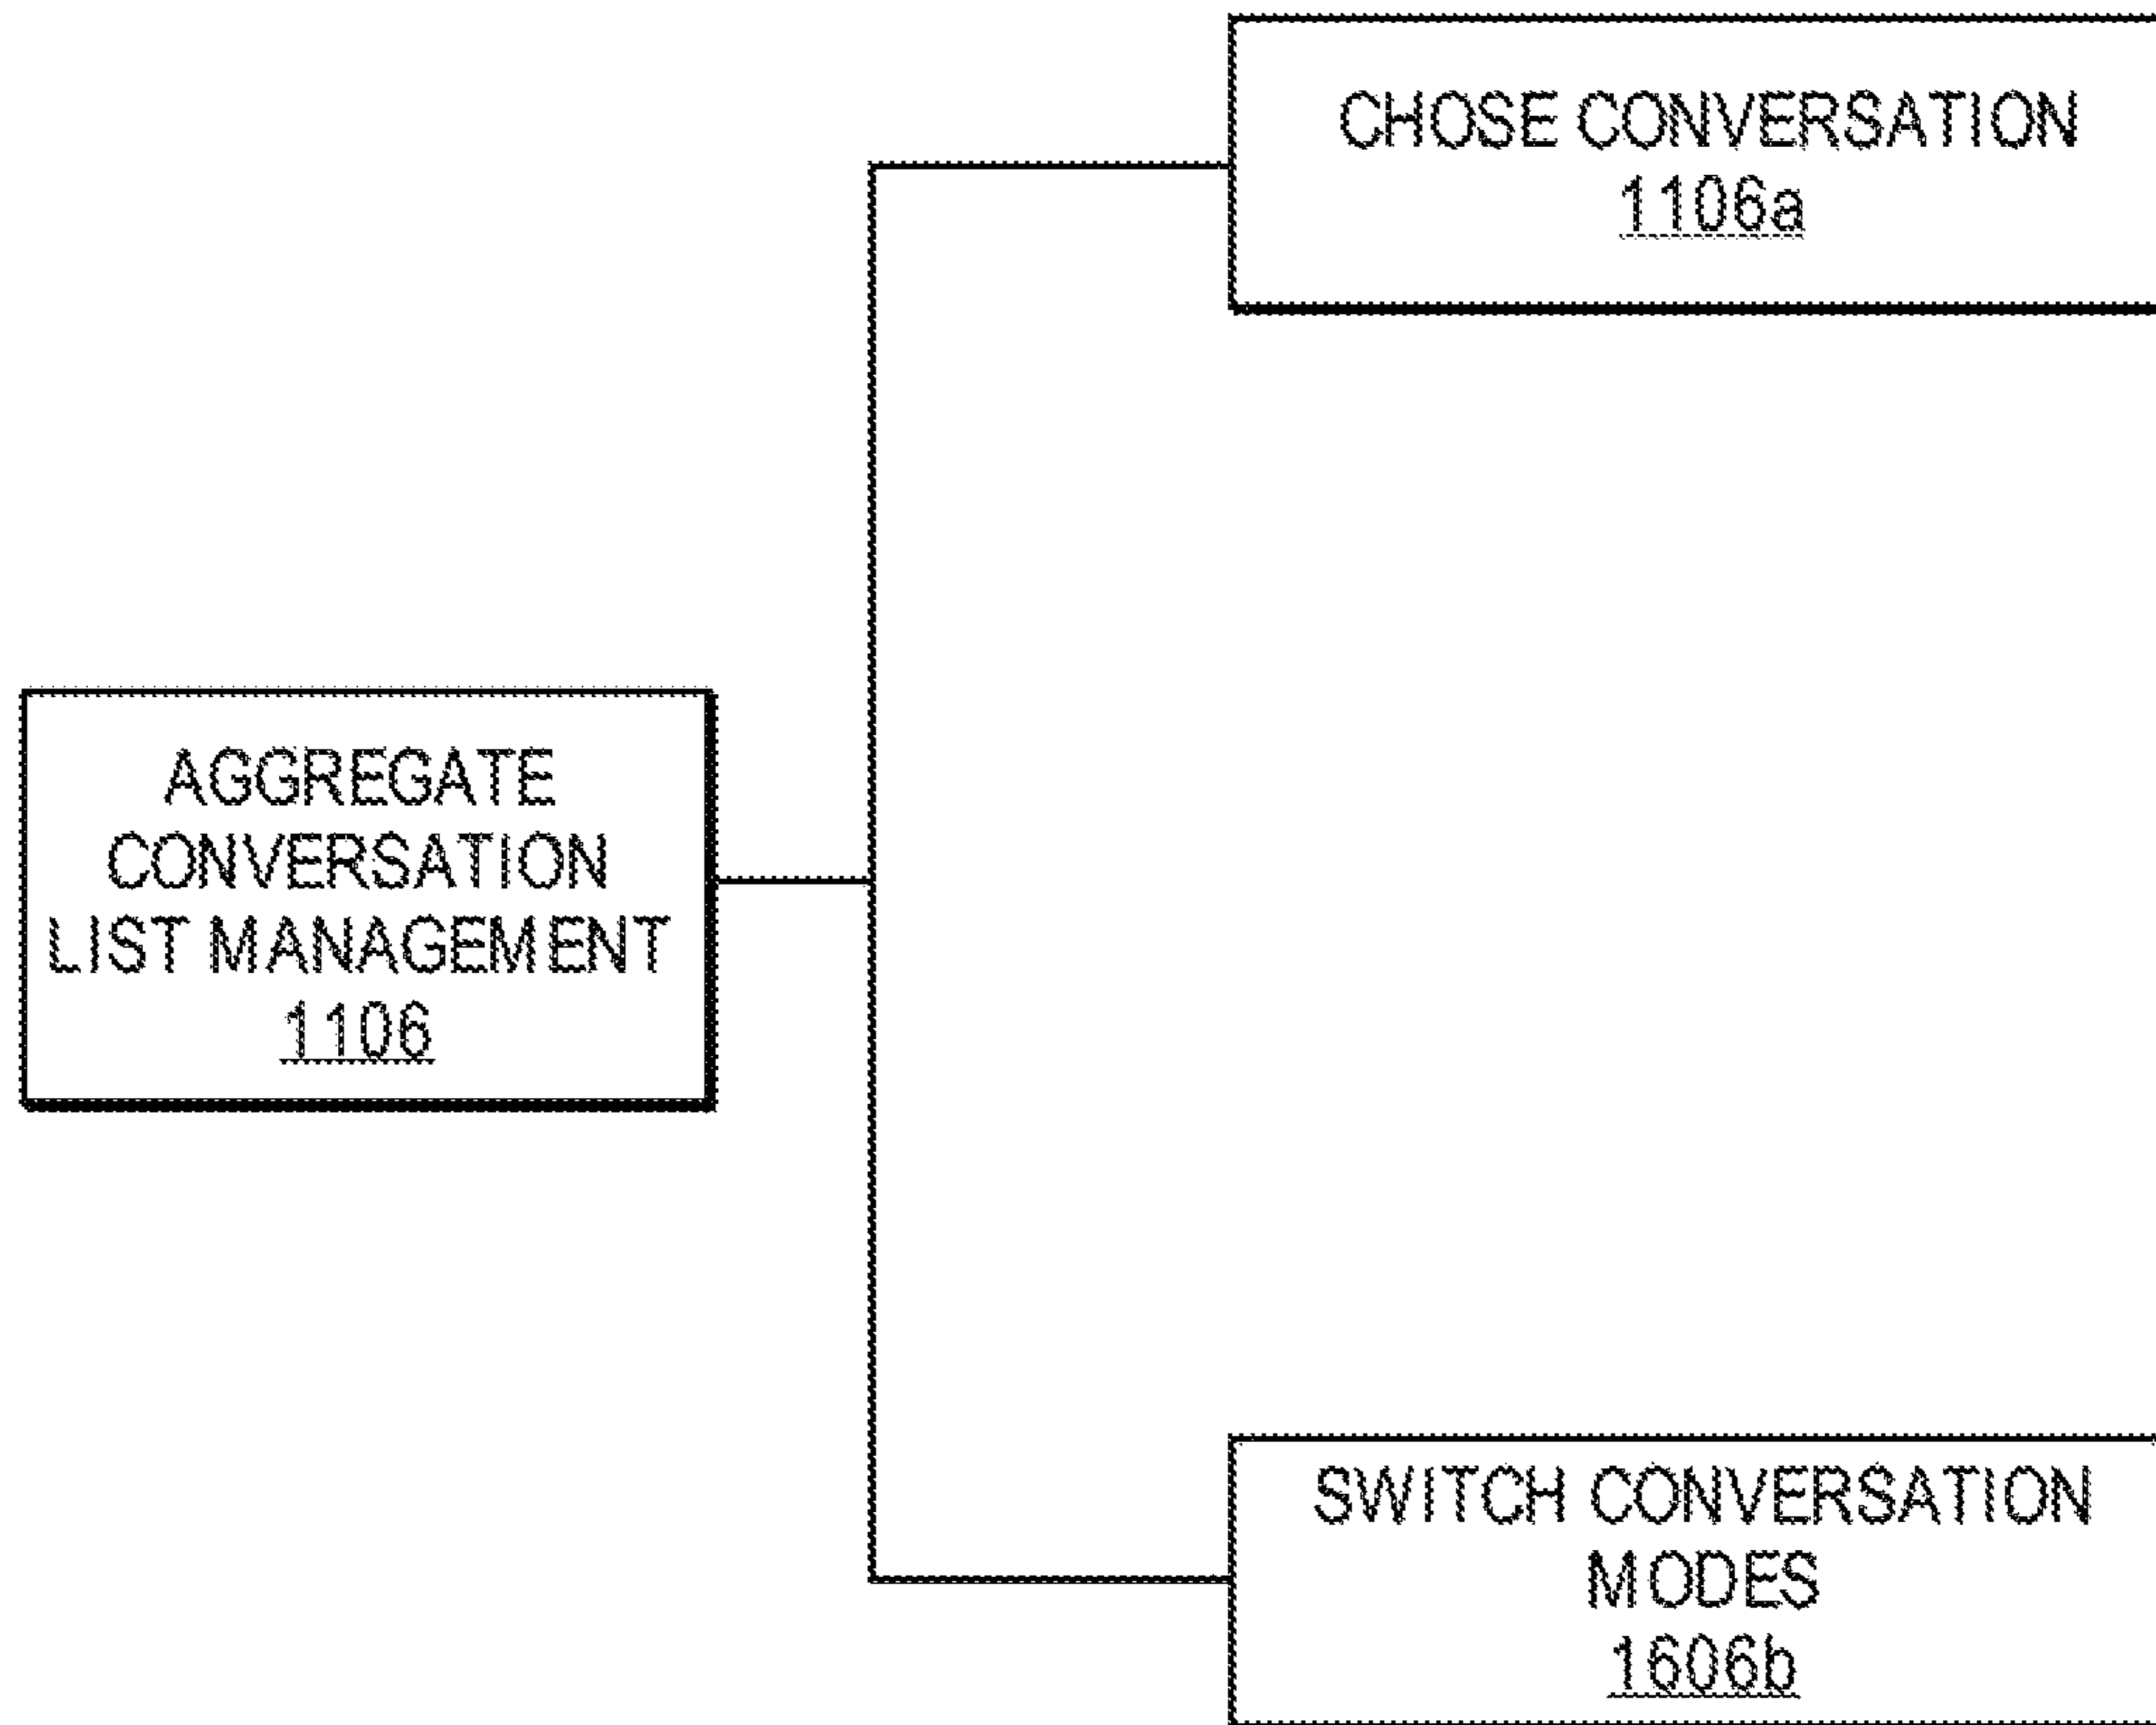 CHOSE CONVERSATION
1106a
AGGREGATE
CONVERSATION
LIST MANAGEMENT
1106
SWITCH CONVERSATION
MODES
1606b